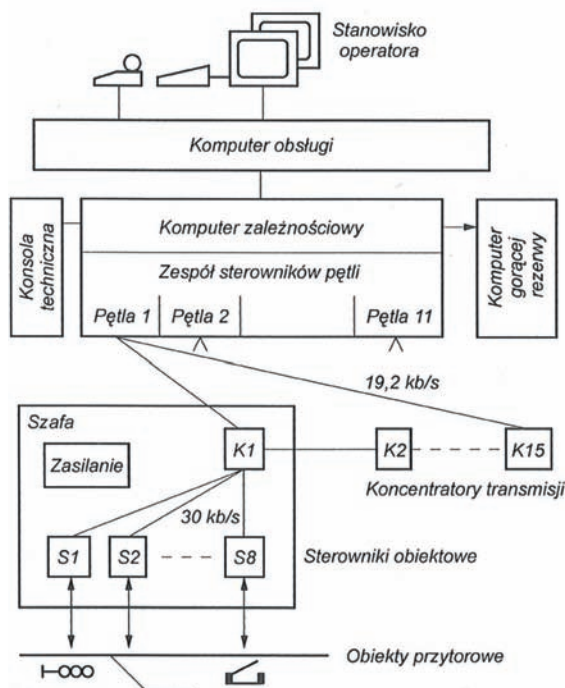 Stanowisko
operatora
Komputer obsługi
Konsola
techniczna
Komputer zależnościowy
Zespół sterowników pętli
Pętla 1
Pętla 2
Pętla 11
Komputer
gorącej
rezerwy
19,2 kb/s
Szafa
Zasilanie
K1
K2
K15
Koncentratory transmisji
30 kb/s
S1
S2
S8
Sterowniki obiektowe
Obiekty przytorowe